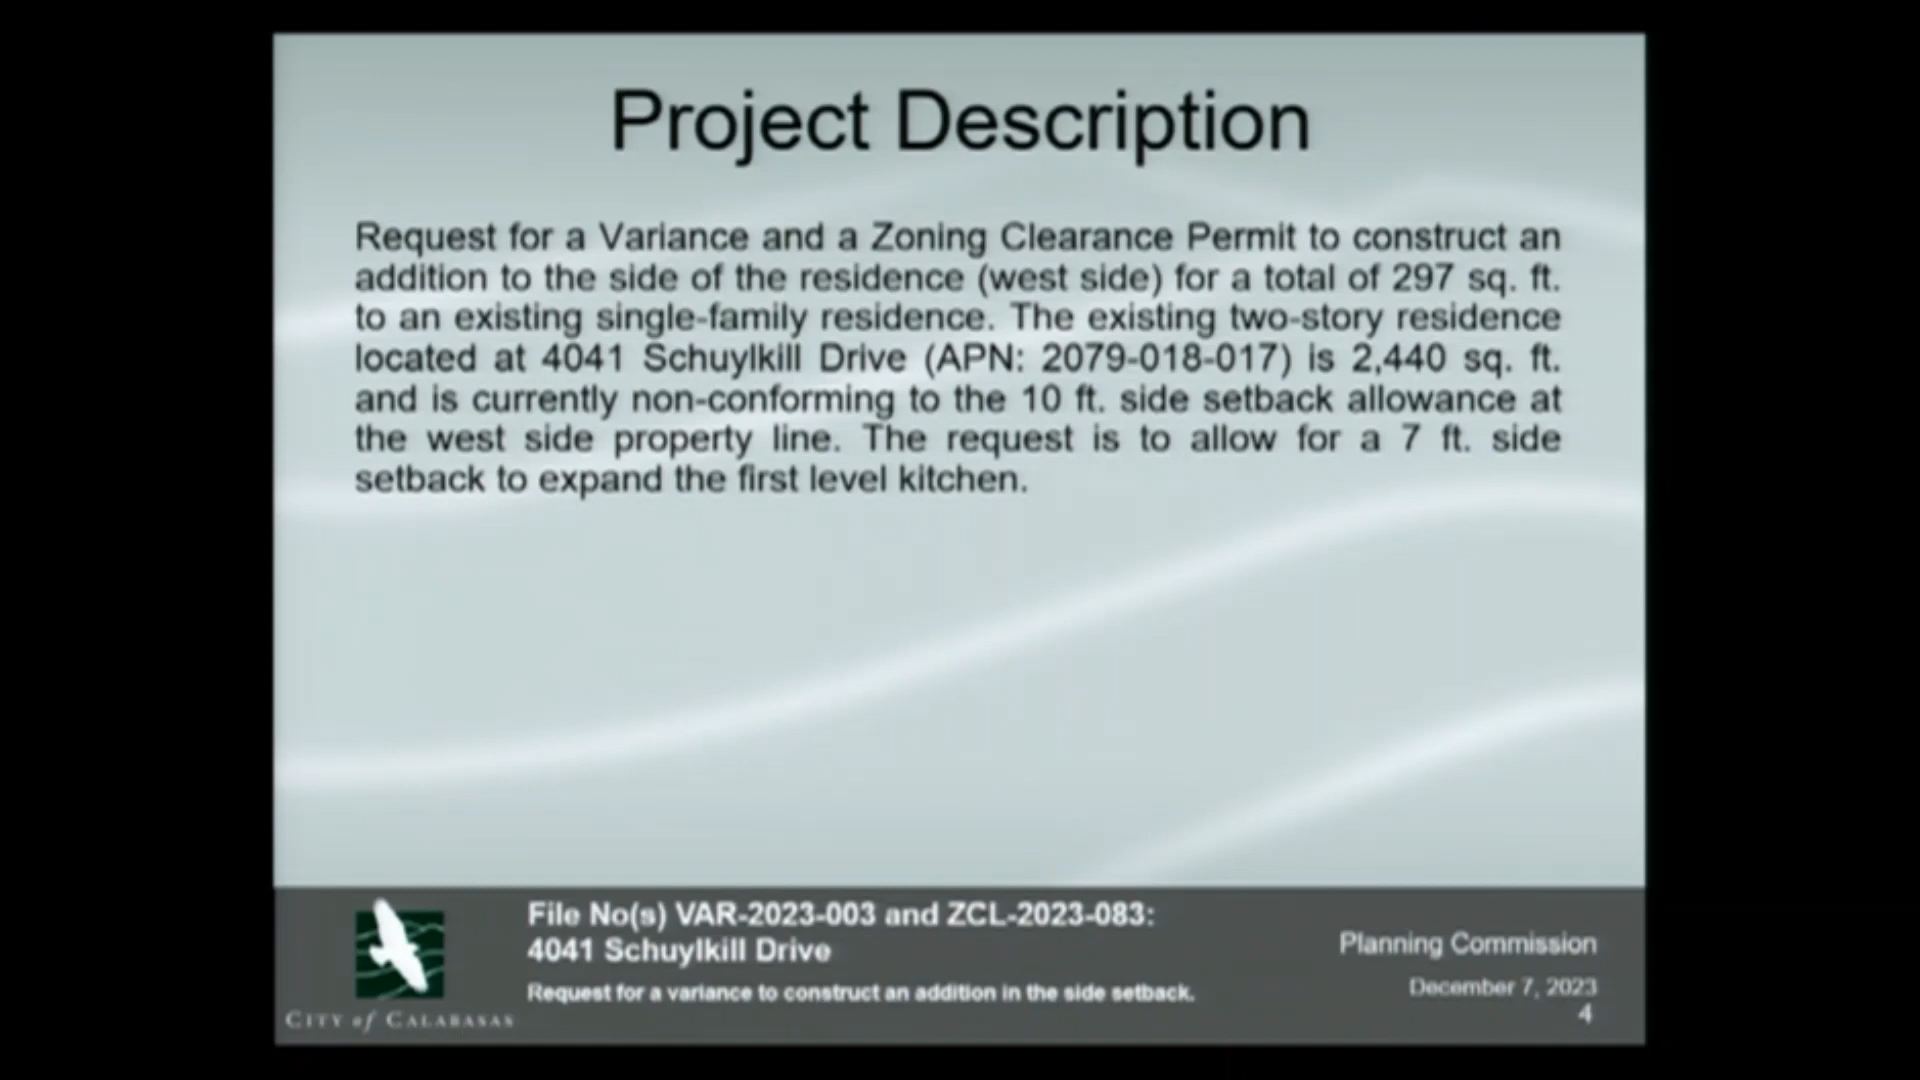 Project Description
Request for a Variance and a Zoning Clearance Permit to construct an
addition to the side of the residence (west side) for a total of 297 sq. ft.
to an existing single-family residence. The existing two-story residence
located at 4041 Schuylkill Drive (APN: 2079-018-017) is 2,440 sq. ft.
and is currently non-conforming to the 10 ft. side setback allowance at
the west side property line. The request is to allow for a 7 ft. side
setback to expand the first level kitchen.
File No(s) VAR-2023-003 and ZCL-2023-083:
4041 Schuylkill Drive
Request for a variance to construct an addition in the side setback.
CITY of CALABASAS
Planning Commission
December 7, 2023
4